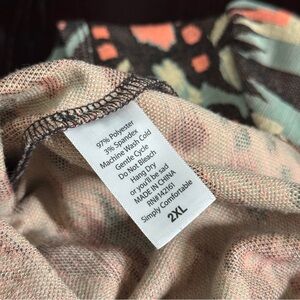 97% Polyester
3% Spandex
Machine Wash Cold
Gentle Cycle
Do Not Bleach
Hang Dry
or you'll be sad
MADE IN CHINA
RN#142161
Simply Comfortable
2XL